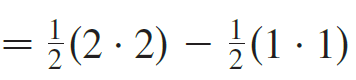 = ½(2 · 2) − ½(1 · 1)